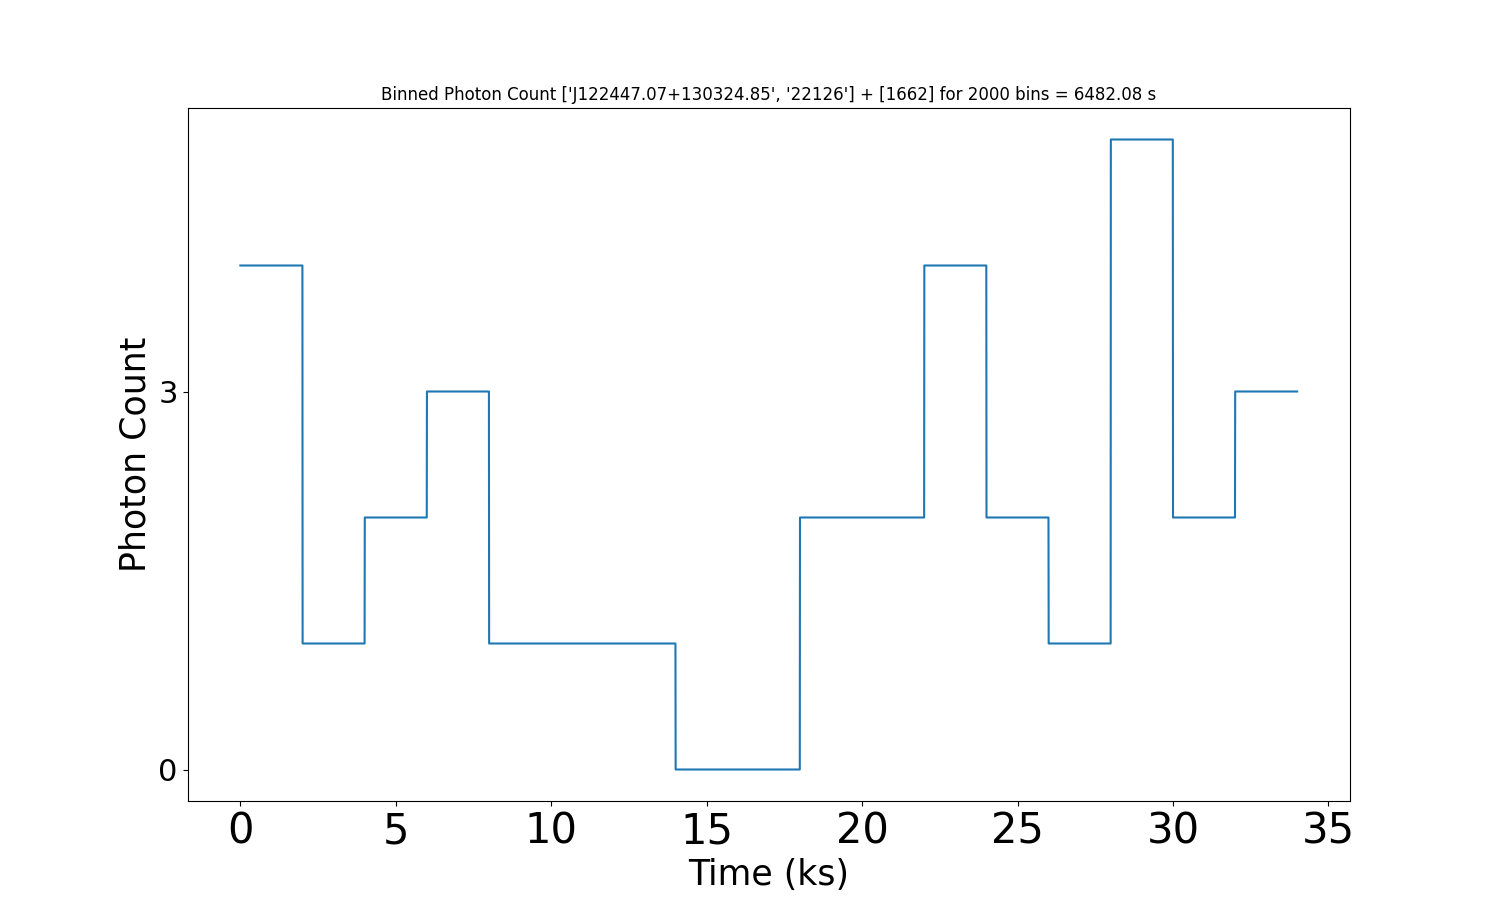 Binned Photon Count ['J122447.07+130324.85', '22126'] + [1662] for 2000 bins = 6482.08 s
Photon Count
3
0
0 5 10 15 20 25 30 35
Time (ks)